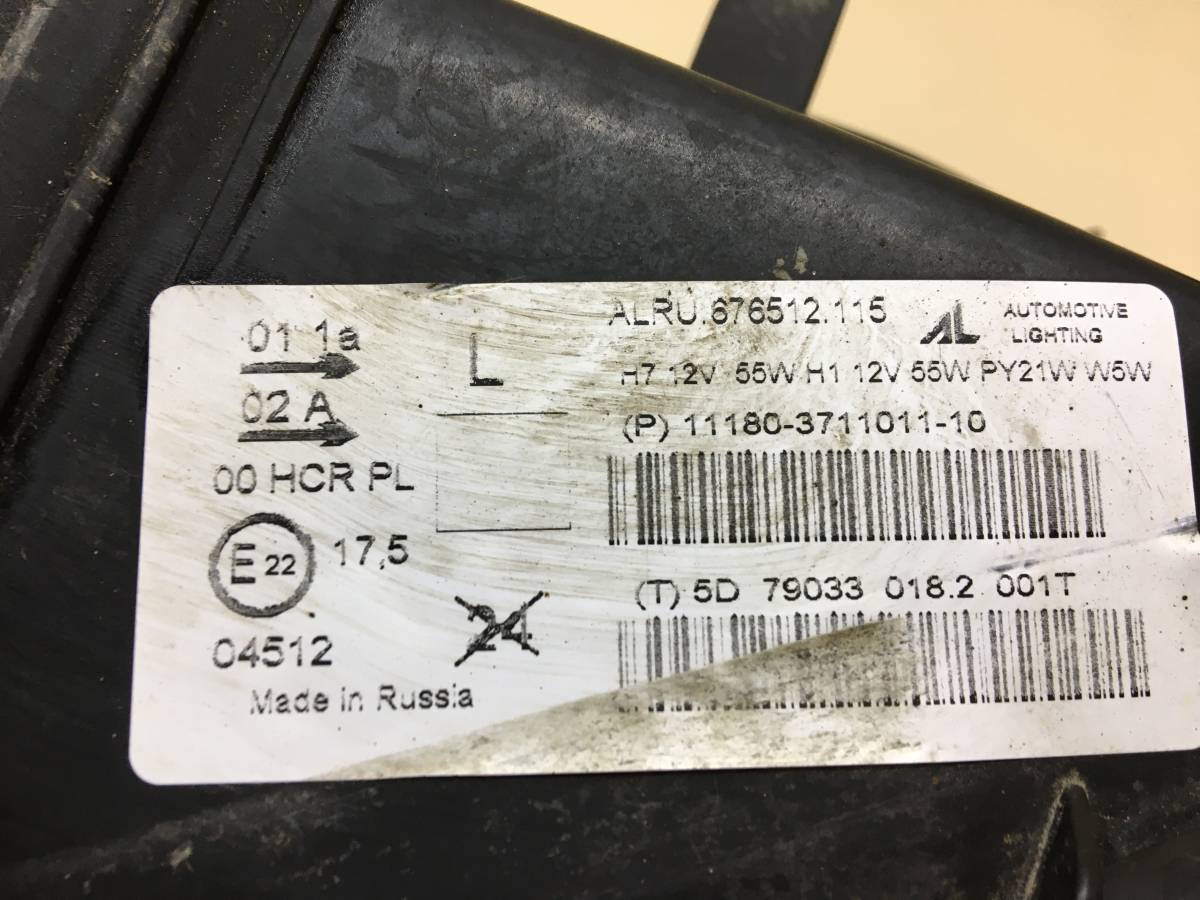 01 1a
02 A
00 HCR PL
E 22 17,5
04512
Made in Russia
L
24
ALRU.676512.115
AL AUTOMOTIVE LIGHTING
H7 12V 55W H1 12V 55W PY21W W5W
(P) 11180-3711011-10
(T) 5D 79033 018.2 001T